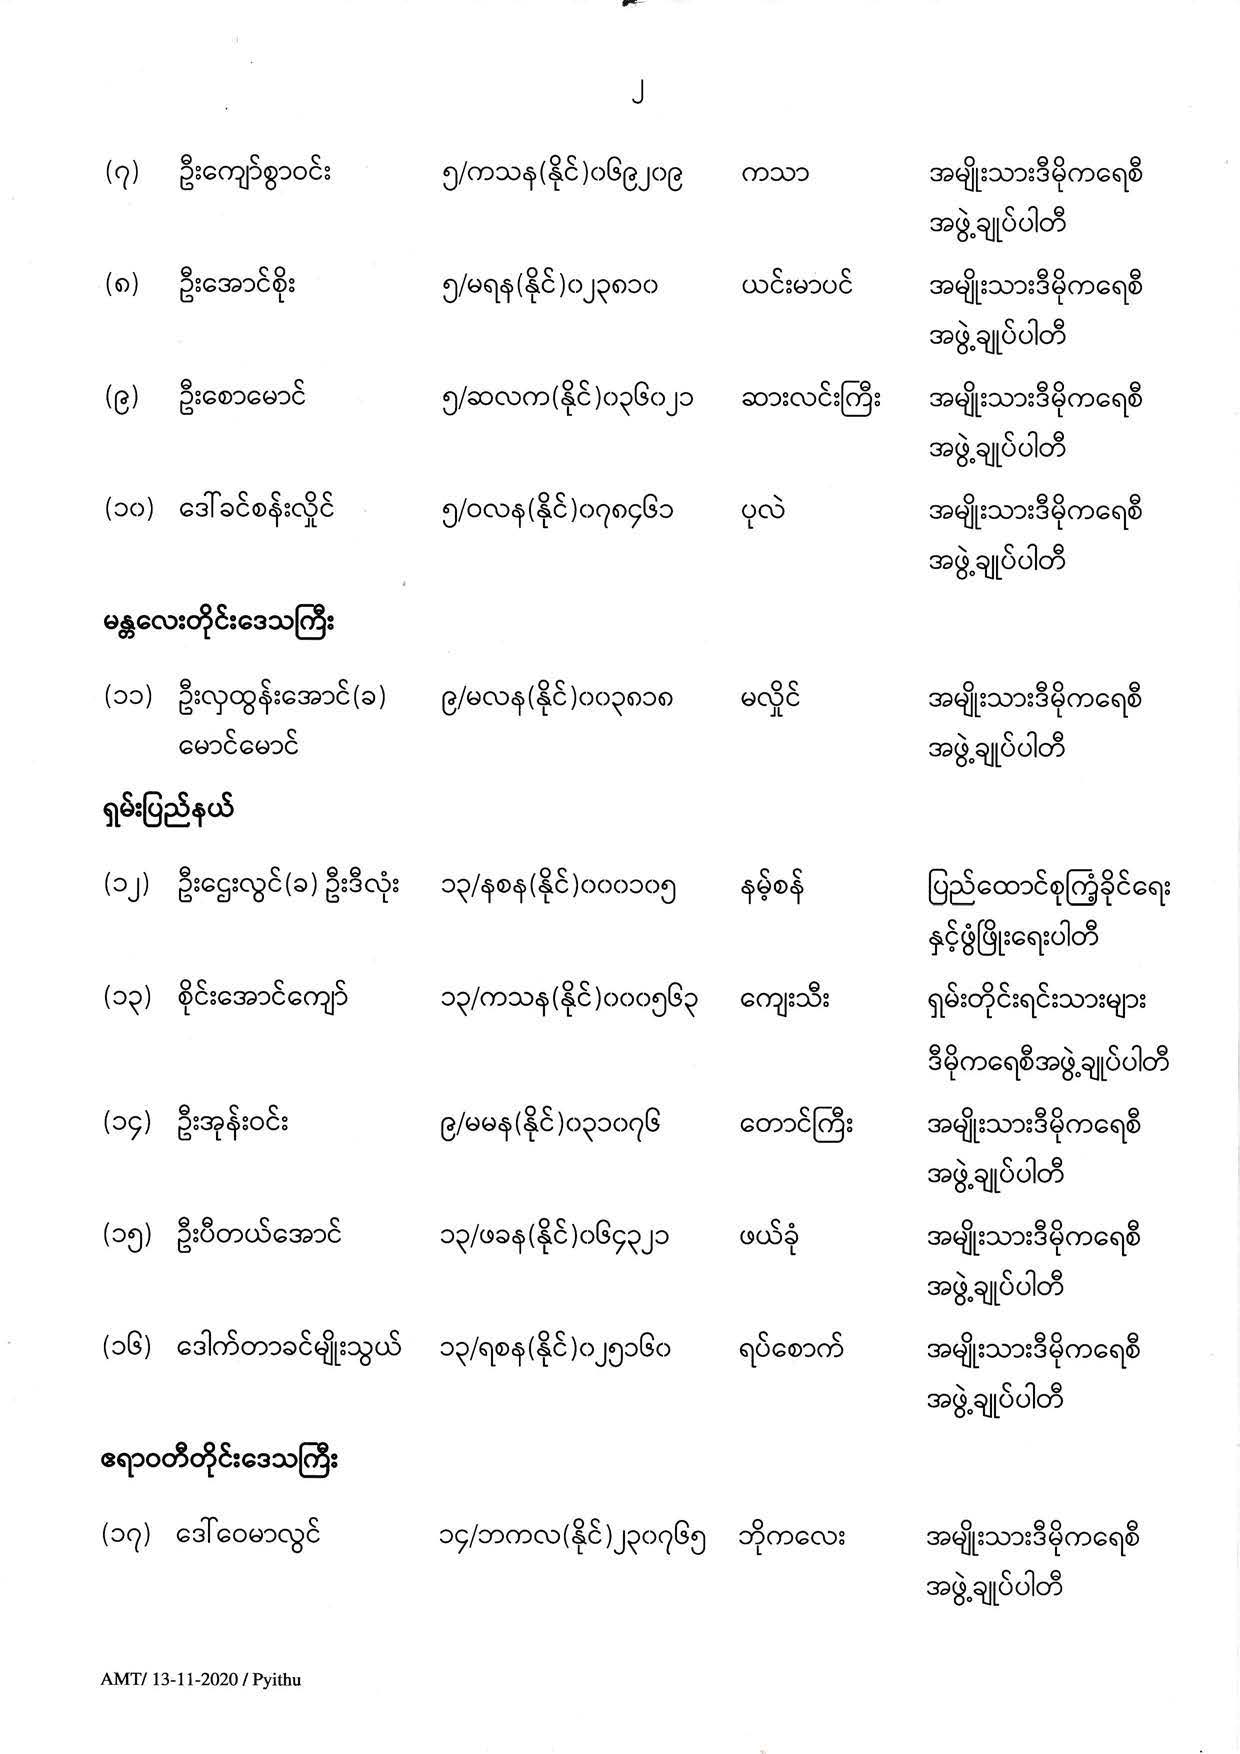 ၂
(၇) ဦးကျော်စွာဝင်း ၅/ကသန(နိုင်)၀၆၉၂၀၉ ကသာ အမျိုးသားဒီမိုကရေစီ
အဖွဲ့ချုပ်ပါတီ
(၈) ဦးအောင်စိုး ၅/မရန(နိုင်)၀၂၃၈၁၀ ယင်းမာပင် အမျိုးသားဒီမိုကရေစီ
အဖွဲ့ချုပ်ပါတီ
(၉) ဦးစောမောင် ၅/ဆလက(နိုင်)၀၃၆၀၂၁ ဆားလင်းကြီး အမျိုးသားဒီမိုကရေစီ
အဖွဲ့ချုပ်ပါတီ
(၁၀) ဒေါ်ခင်စန်းလှိုင် ၅/ဝလန(နိုင်)၀၇၈၄၆၁ ပုလဲ အမျိုးသားဒီမိုကရေစီ
အဖွဲ့ချုပ်ပါတီ
မန္တလေးတိုင်းဒေသကြီး
(၁၁) ဦးလှထွန်းအောင်(ခ) ၉/မလန(နိုင်)၀၀၃၈၁၈ မလှိုင် အမျိုးသားဒီမိုကရေစီ
မောင်မောင် အဖွဲ့ချုပ်ပါတီ
ရှမ်းပြည်နယ်
(၁၂) ဦးဌေးလွင်(ခ) ဦးဒီလုံး ၁၃/နစန(နိုင်)၀၀၀၁၀၅ နမ့်စန် ပြည်ထောင်စုကြံ့ခိုင်ရေး
နှင့်ဖွံ့ဖြိုးရေးပါတီ
(၁၃) စိုင်းအောင်ကျော် ၁၃/ကသန(နိုင်)၀၀၀၅၆၃ ကျေးသီး ရှမ်းတိုင်းရင်းသားများ
ဒီမိုကရေစီအဖွဲ့ချုပ်ပါတီ
(၁၄) ဦးအုန်းဝင်း ၉/မမန(နိုင်)၀၃၁၀၇၆ တောင်ကြီး အမျိုးသားဒီမိုကရေစီ
အဖွဲ့ချုပ်ပါတီ
(၁၅) ဦးပီတယ်အောင် ၁၃/ဖခန(နိုင်)၀၆၄၃၂၁ ဖယ်ခုံ အမျိုးသားဒီမိုကရေစီ
အဖွဲ့ချုပ်ပါတီ
(၁၆) ဒေါက်တာခင်မျိုးသွယ် ၁၃/ရစန(နိုင်)၀၂၅၁၆၀ ရပ်စောက် အမျိုးသားဒီမိုကရေစီ
အဖွဲ့ချုပ်ပါတီ
ဧရာဝတီတိုင်းဒေသကြီး
(၁၇) ဒေါ်ဝေမာလွင် ၁၄/ဘကလ(နိုင်)၂၃၀၇၆၅ ဘိုကလေး အမျိုးသားဒီမိုကရေစီ
အဖွဲ့ချုပ်ပါတီ
AMT/ 13-11-2020 / Pyithu